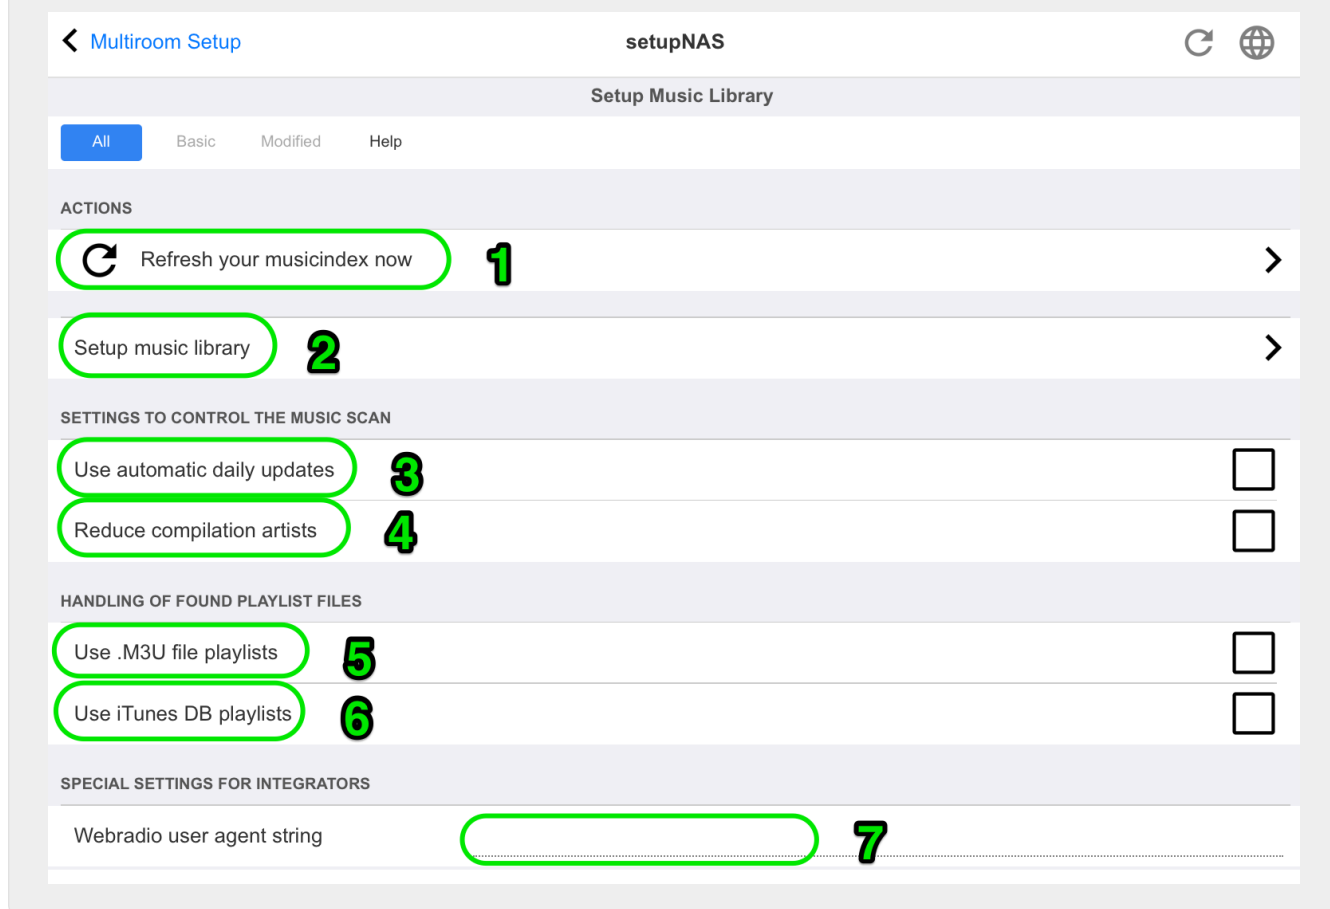 Multiroom Setup
setupNAS
Setup Music Library
All Basic Modified Help
ACTIONS
Refresh your musicindex now 1
Setup music library 2
SETTINGS TO CONTROL THE MUSIC SCAN
Use automatic daily updates 3
Reduce compilation artists 4
HANDLING OF FOUND PLAYLIST FILES
Use .M3U file playlists 5
Use iTunes DB playlists 6
SPECIAL SETTINGS FOR INTEGRATORS
Webradio user agent string 7